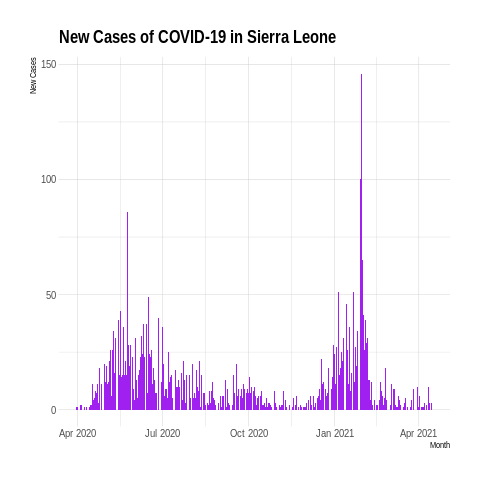 New Cases of COVID-19 in Sierra Leone
New Cases
150
100
50
0
Apr 2020 Jul 2020 Oct 2020 Jan 2021 Apr 2021
Month